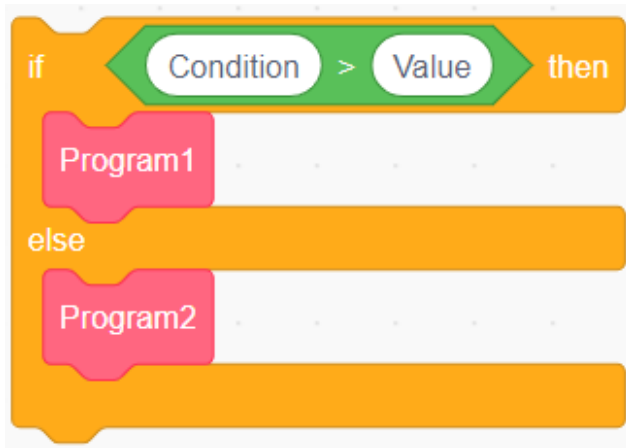 if Condition > Value then
Program1
else
Program2